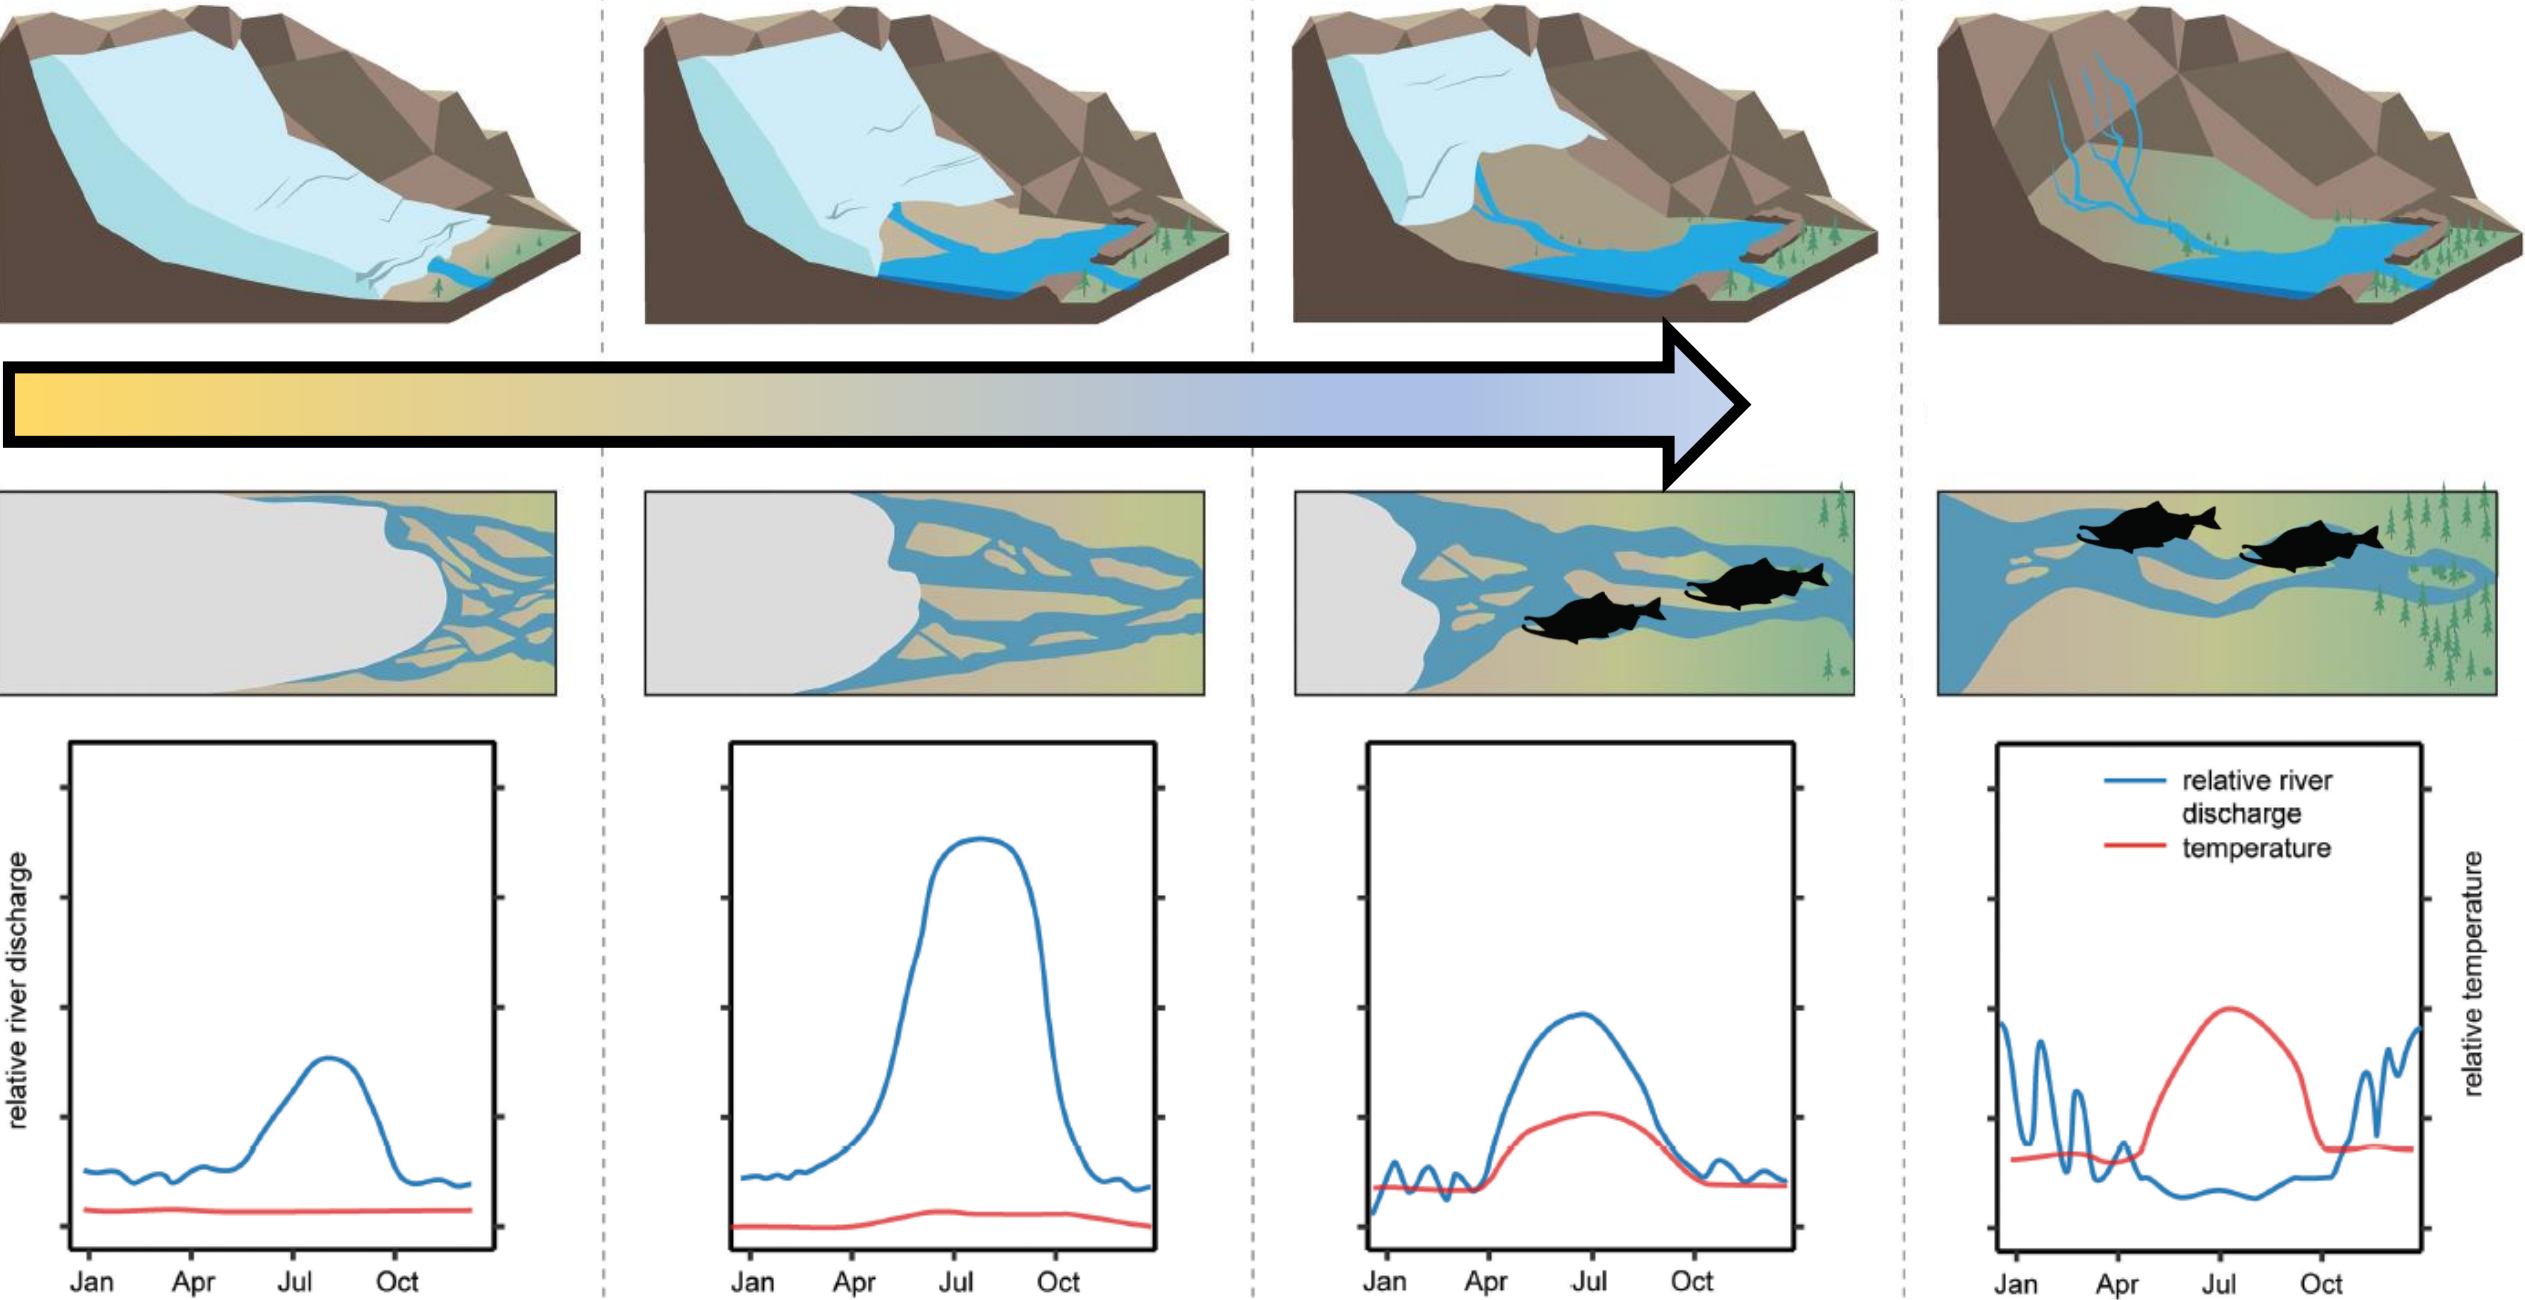 relative river discharge
Jan Apr Jul Oct
Jan Apr Jul Oct
Jan Apr Jul Oct
relative river
discharge
temperature
Jan Apr Jul Oct
relative temperature